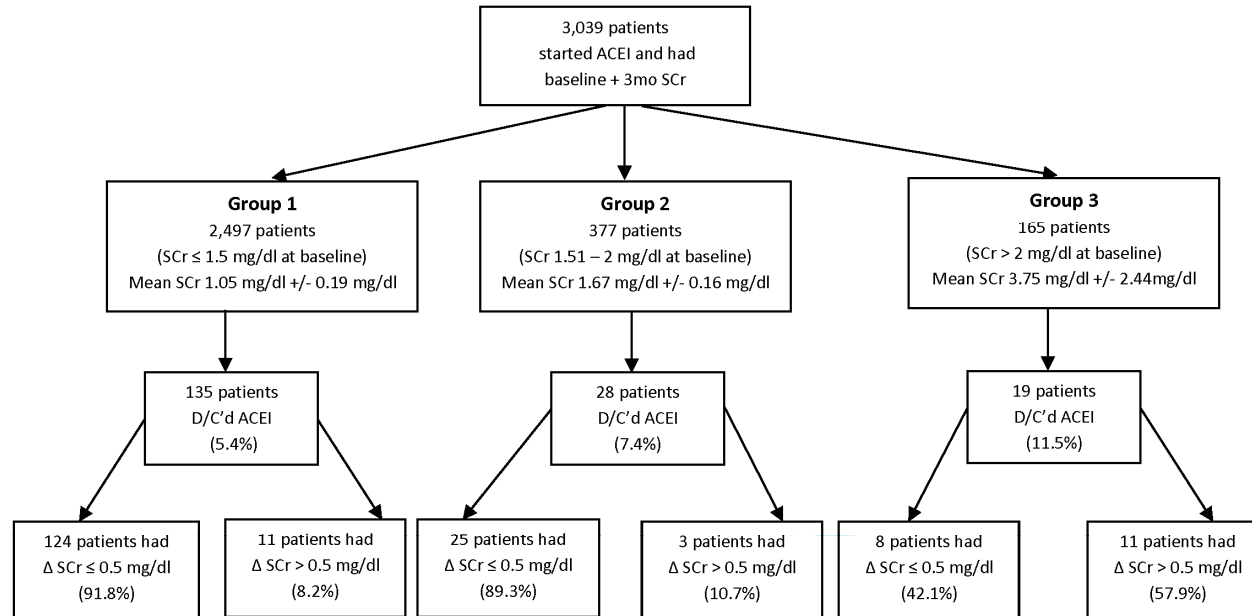 3,039 patients
started ACEI and had
baseline + 3mo SCr
Group 1
2,497 patients
(SCr ≤ 1.5 mg/dl at baseline)
Mean SCr 1.05 mg/dl +/- 0.19 mg/dl
Group 2
377 patients
(SCr 1.51 – 2 mg/dl at baseline)
Mean SCr 1.67 mg/dl +/- 0.16 mg/dl
Group 3
165 patients
(SCr > 2 mg/dl at baseline)
Mean SCr 3.75 mg/dl +/- 2.44mg/dl
135 patients
D/C’d ACEI
(5.4%)
28 patients
D/C’d ACEI
(7.4%)
19 patients
D/C’d ACEI
(11.5%)
124 patients had
Δ SCr ≤ 0.5 mg/dl
(91.8%)
11 patients had
Δ SCr > 0.5 mg/dl
(8.2%)
25 patients had
Δ SCr ≤ 0.5 mg/dl
(89.3%)
3 patients had
Δ SCr > 0.5 mg/dl
(10.7%)
8 patients had
Δ SCr ≤ 0.5 mg/dl
(42.1%)
11 patients had
Δ SCr > 0.5 mg/dl
(57.9%)